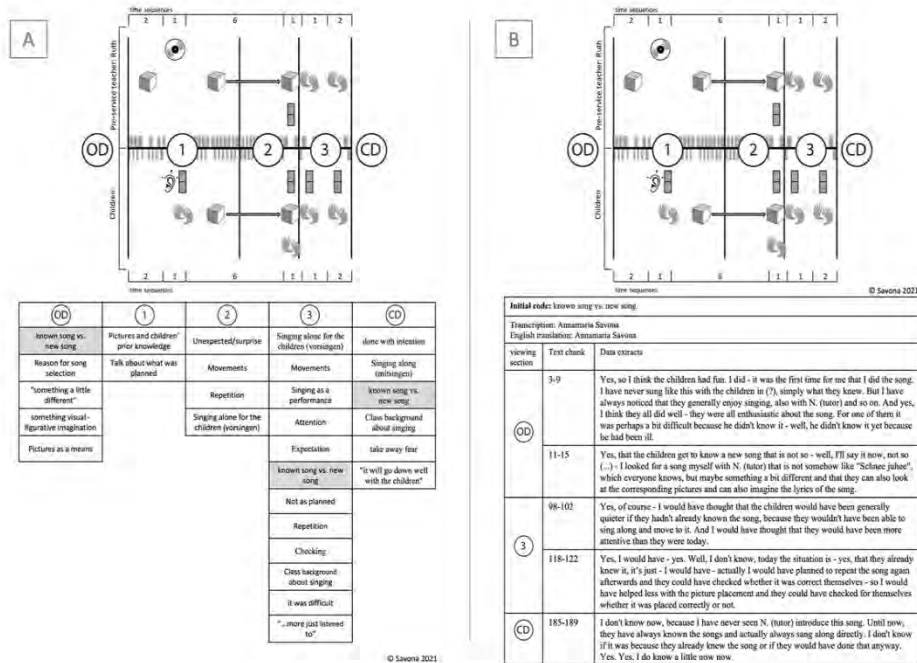 A
time sequences
2 1 6 1 1 2
Pre-service teacher: Ruth
Children:
OD 1 2 3 CD
2 1 6 1 1 2
time sequences
OD 1 2 3 CD
known song vs. new song
Reason for song selection
"something a little different"
something visual-figurative imagination
Pictures as a means
Pictures and children' prior knowledge
Talk about what was planned
Unexpected/surprise
Movements
Repetition
Singing alone for the children (vorsingen)
Singing alone for the children (vorsingen)
Movements
Singing as a performance
Attention
Expectation
known song vs. new song
Not as planned
Repetition
Checking
Class background about singing
it was difficult
"...more just listened to"
done with intention
Singing along (mitsingen)
known song vs. new song
Class background about singing
take away fear
"it will go down well with the children"
© Savona 2021
B
time sequences
2 1 6 1 1 2
Pre-service teacher: Ruth
Children:
OD 1 2 3 CD
2 1 6 1 1 2
time sequences
© Savona 2021
Initial code: known song vs. new song
Transcription: Annamaria Savona
English translation: Annamaria Savona
viewing section
Text chunk
Data extracts
OD
3-9
Yes, so I think the children had fun. I did - it was the first time for me that I did the song.
I have never sung like this with the children in (?), simply what they knew. But I have
always noticed that they generally enjoy singing, also with N. (tutor) and so on. And yes,
I think they all did well - they were all enthusiastic about the song. For one of them it
was perhaps a bit difficult because he didn't know it - well, he didn't know it yet because
he had been ill.
11-15
Yes, that the children get to know a new song that is not so - well, I'll say it now, not so
(...) - I looked for a song myself with N. (tutor) that is not somehow like "Schnee juhee",
which everyone knows, but maybe something a bit different and that they can also look
at the corresponding pictures and can also imagine the lyrics of the song.
3
98-102
Yes, of course - I would have thought that the children would have been generally
quieter if they hadn't already known the song, because they wouldn't have been able to
sing along and move to it. And I would have thought that they would have been more
attentive than they were today.
118-122
Yes, I would have - yes. Well, I don't know, today the situation is - yes, that they already
knew it, it's just - I would have - actually I would have planned to repeat the song again
afterwards and they could have checked whether it was correct themselves - so I would
have helped less with the picture placement and they could have checked for themselves
whether it was placed correctly or not.
CD
185-189
I don't know now, because I have never seen N. (tutor) introduce this song. Until now,
they have always known the songs and actually always sang along directly. I don't know
if it was because they already knew the song or if they would have done that anyway.
Yes. Yes, I do know a little now now.